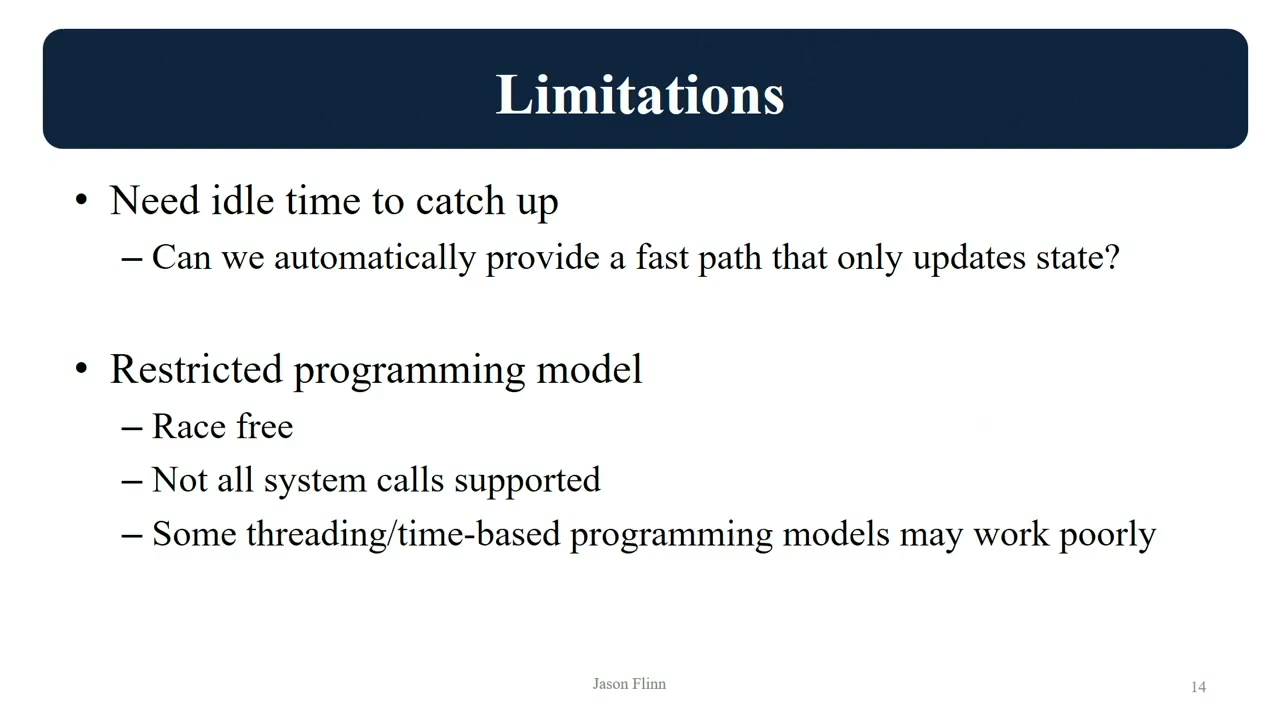 Limitations
• Need idle time to catch up
– Can we automatically provide a fast path that only updates state?
• Restricted programming model
– Race free
– Not all system calls supported
– Some threading/time-based programming models may work poorly
Jason Flinn
14